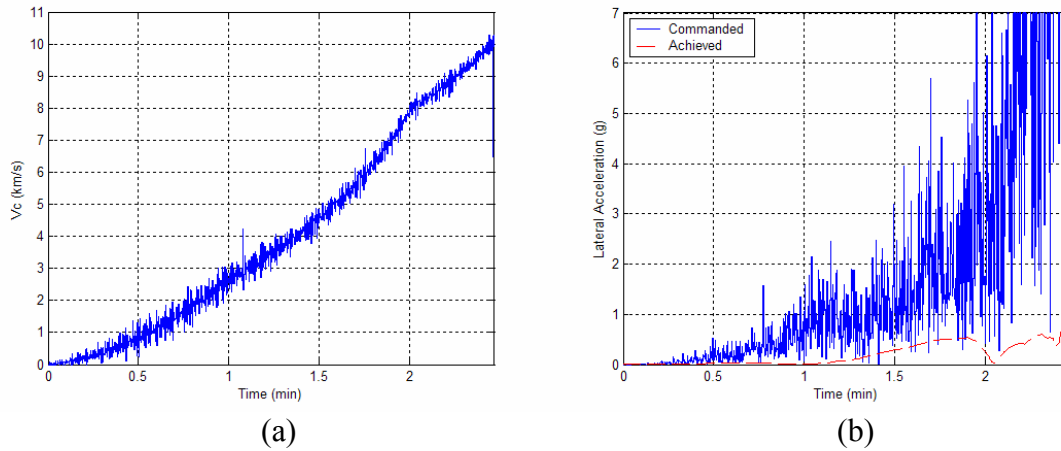 11
10
9
8
7
6
5
4
3
2
1
0
Vc (km/s)
0 0.5 1 1.5 2
Time (min)
(a)
Commanded
Achieved
7
6
5
4
3
2
1
0
Lateral Acceleration (g)
0 0.5 1 1.5 2
Time (min)
(b)